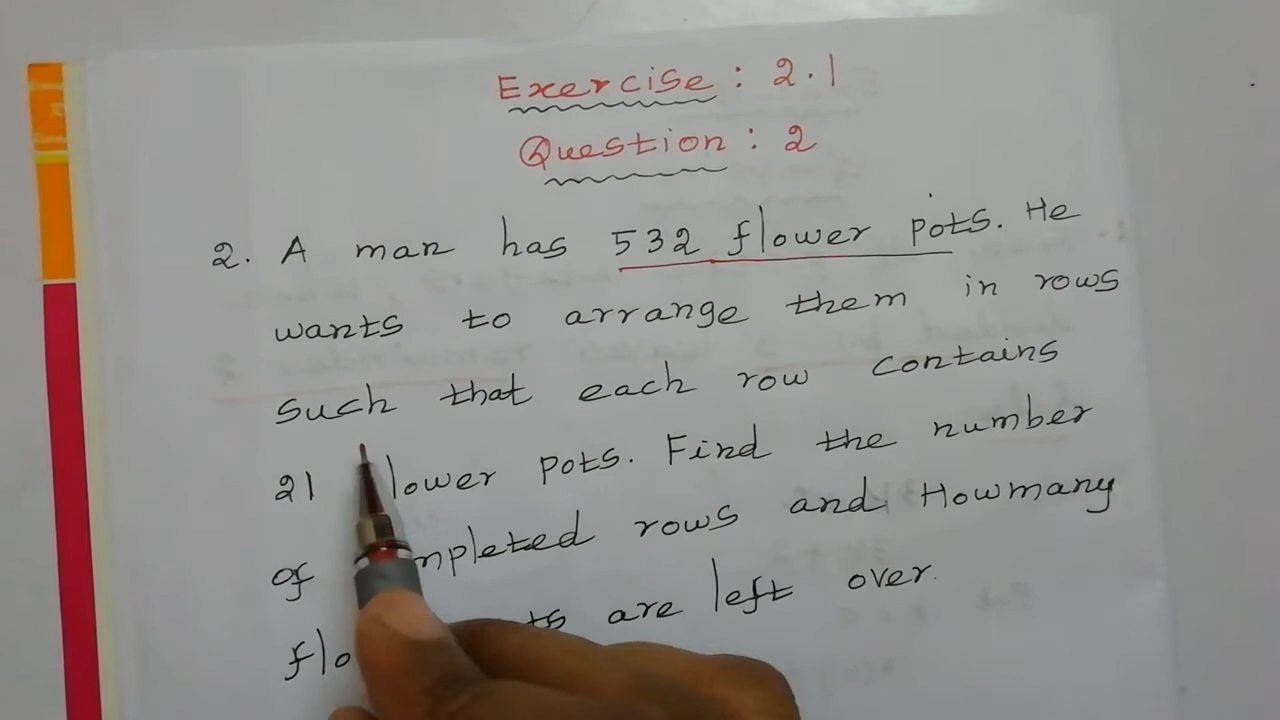 Exercise : 2.1
Question : 2
2. A man has 532 flower pots. He
wants to arrange them in rows
such that each row contains
21 lower pots. Find the number
of mpleted rows and Howmany
flo ts are left over.